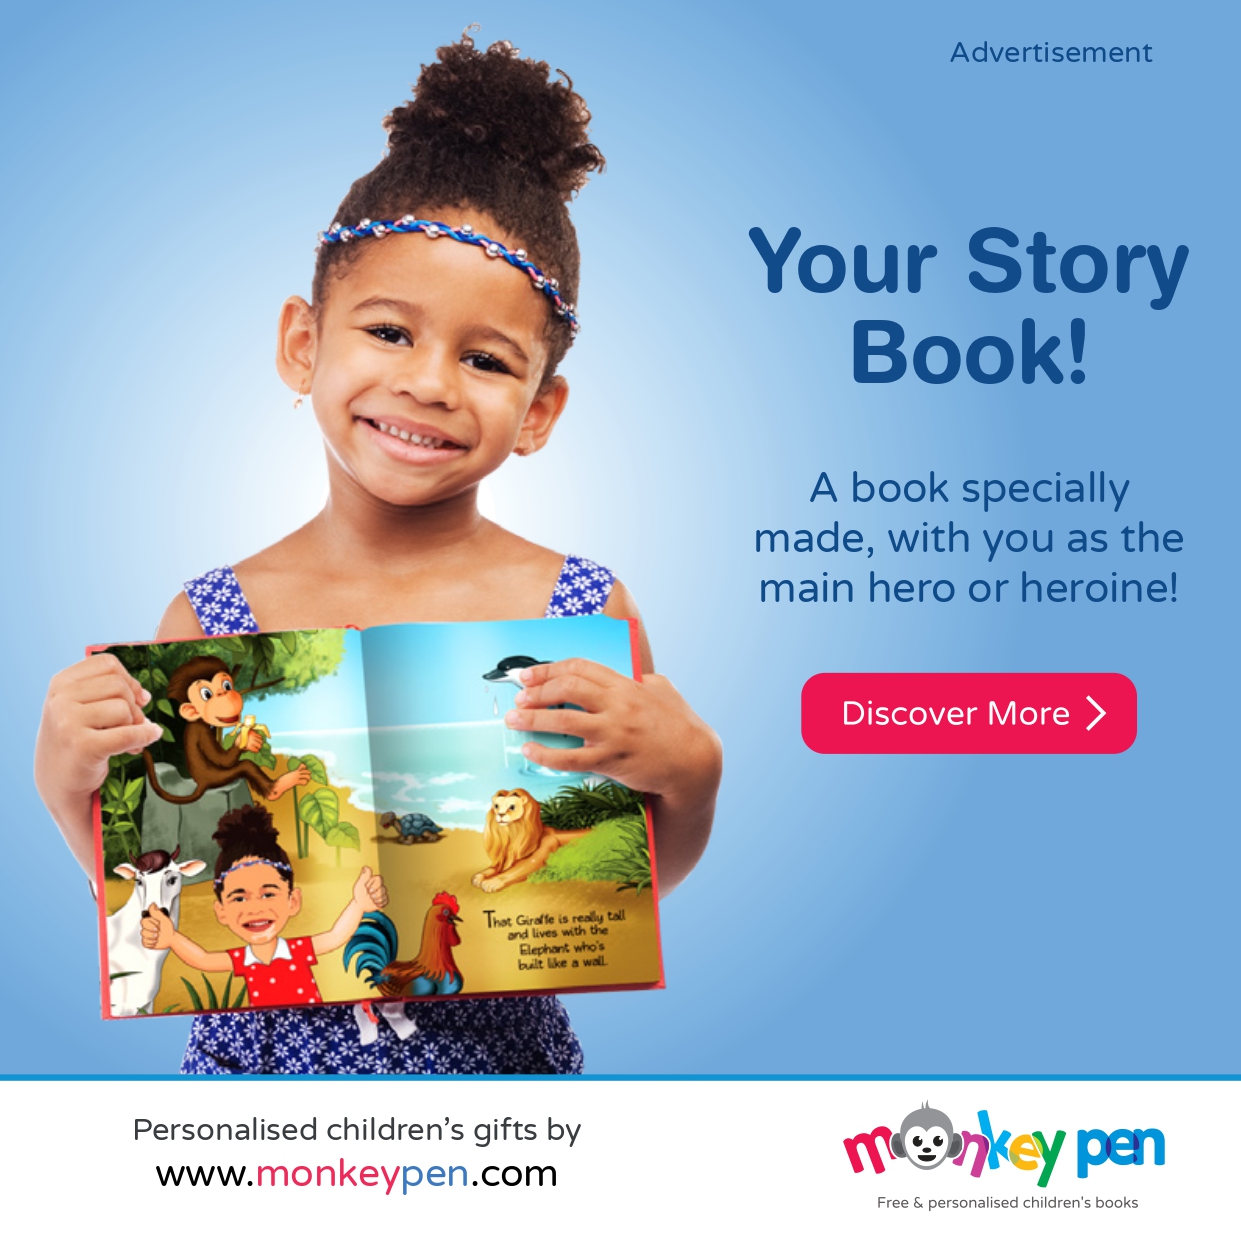 Advertisement
Your Story
Book!
A book specially
made, with you as the
main hero or heroine!
Discover More
That Giraffe is really tall
and lives with the
Elephant who's
built like a wall.
Personalised children's gifts by
www.monkeypen.com
monkey pen
Free & personalised children's books